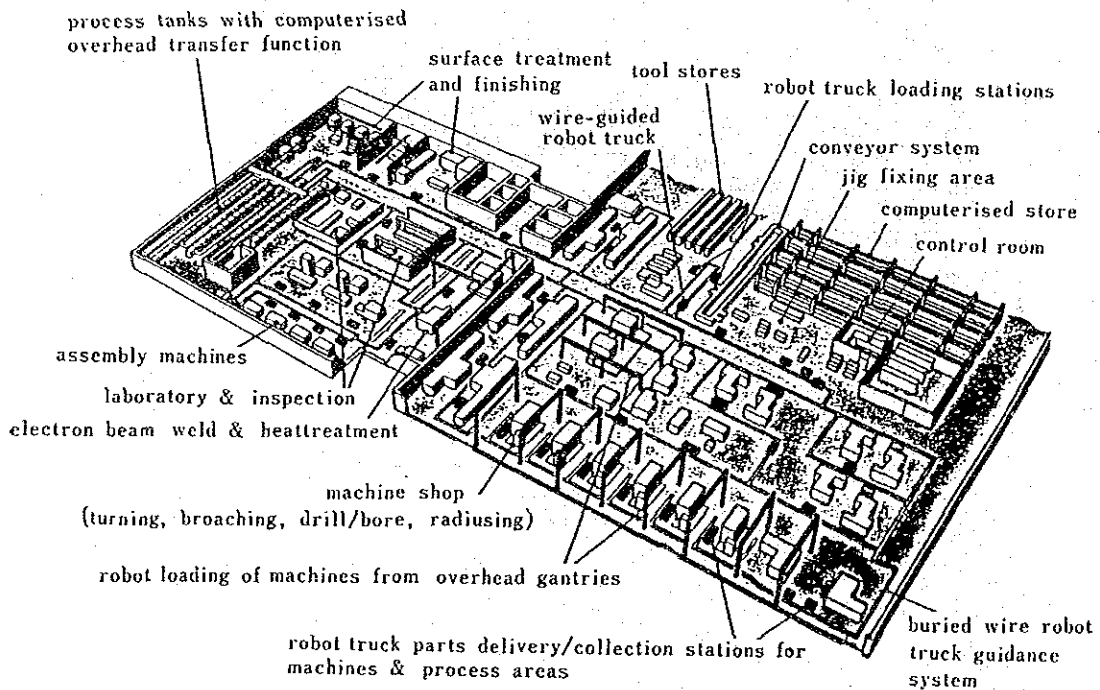 process tanks with computerised
overhead transfer function
surface treatment
and finishing
tool stores
wire-guided
robot truck
robot truck loading stations
conveyor system
jig fixing area
computerised store
control room
assembly machines
laboratory & inspection
electron beam weld & heattreatment
machine shop
(turning, broaching, drill/bore, radiusing)
robot loading of machines from overhead gantries
robot truck parts delivery/collection stations for
machines & process areas
buried wire robot
truck guidance
system